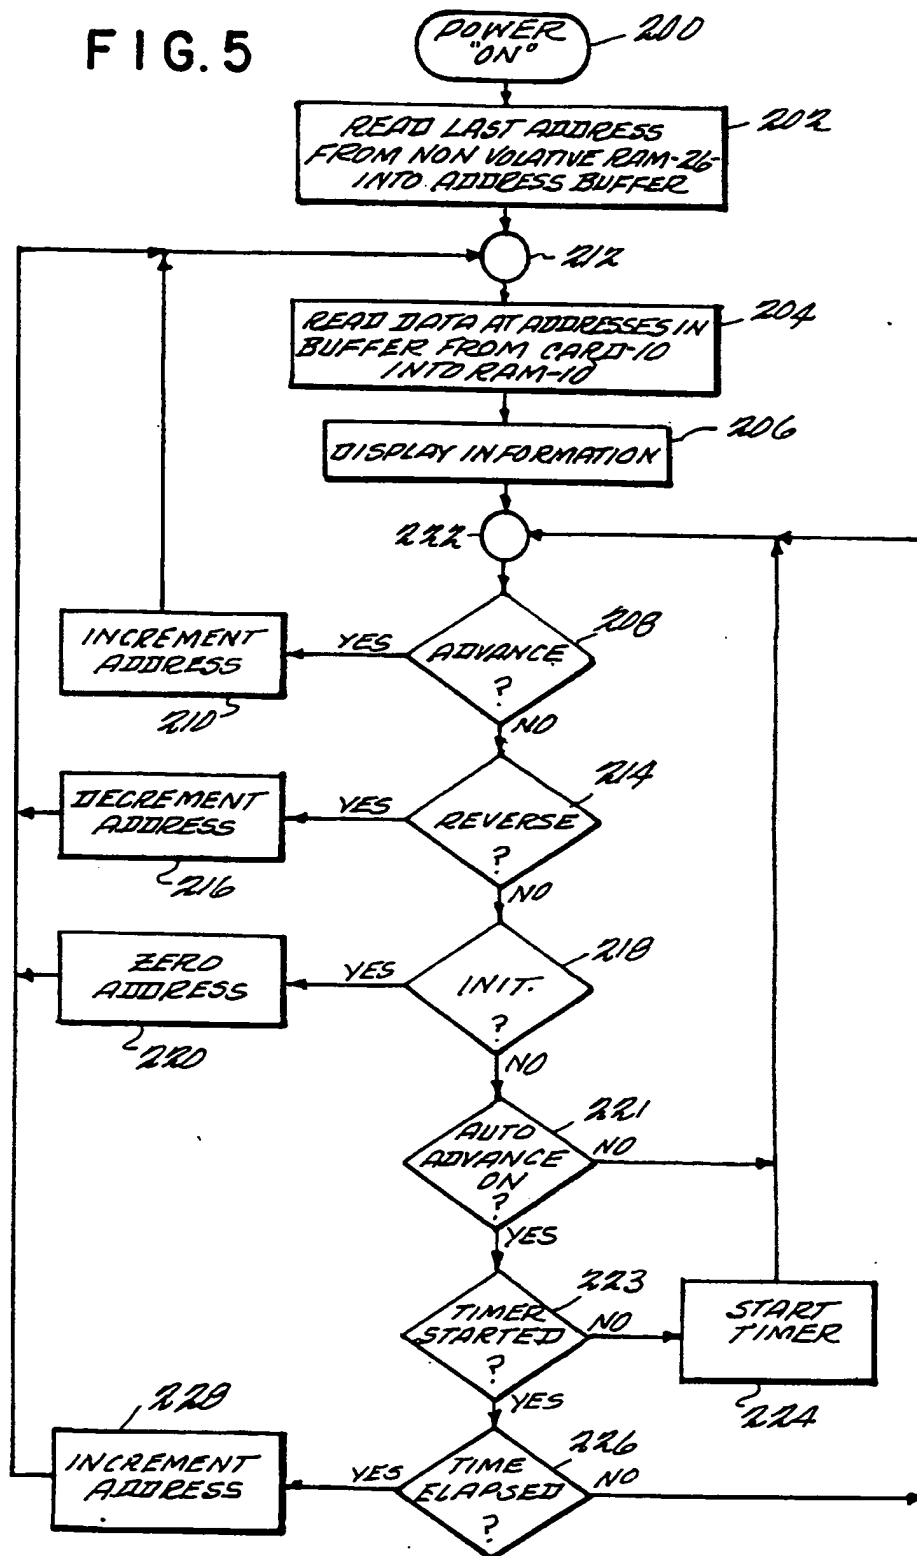 FIG. 5
POWER
"ON"
200
READ LAST ADDRESS
FROM NON VOLATIVE RAM-26-
INTO ADDRESS BUFFER
202
212
READ DATA AT ADDRESSES IN
BUFFER FROM CARD-10
INTO RAM-10
204
DISPLAY INFORMATION
206
222
ADVANCE
?
208
YES
INCREMENT
ADDRESS
210
NO
REVERSE
?
214
YES
DECREMENT
ADDRESS
216
NO
INIT.
?
218
YES
ZERO
ADDRESS
220
NO
AUTO
ADVANCE
ON
?
221
NO
YES
TIMER
STARTED
?
223
NO
START
TIMER
224
YES
TIME
ELAPSED
?
226
NO
YES
INCREMENT
ADDRESS
228